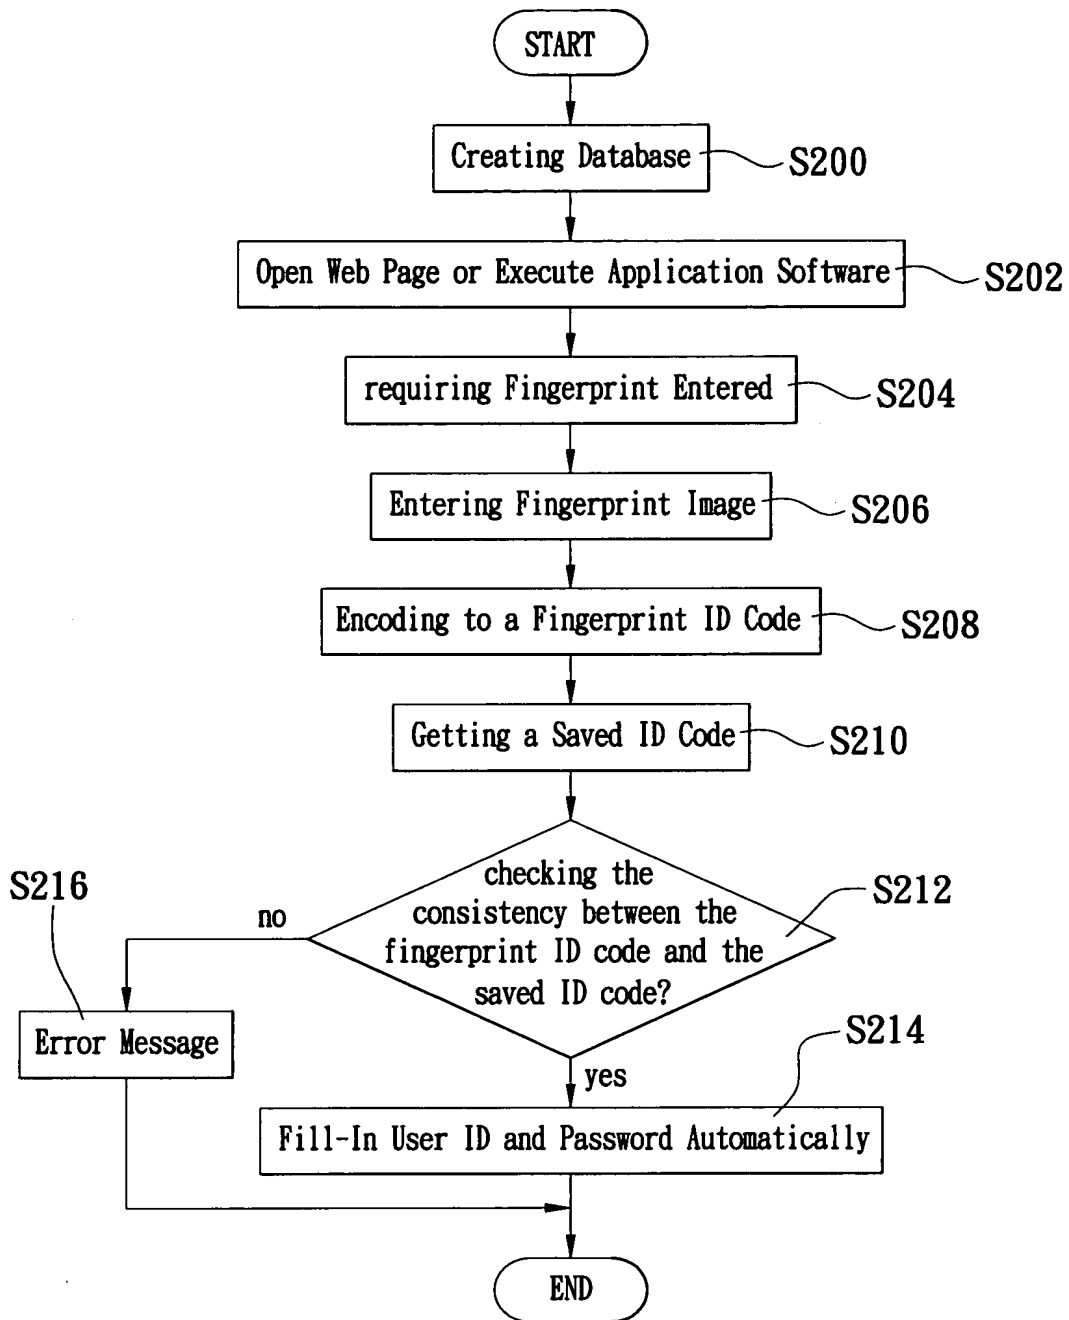 START
Creating Database
S200
Open Web Page or Execute Application Software
S202
requiring Fingerprint Entered
S204
Entering Fingerprint Image
S206
Encoding to a Fingerprint ID Code
S208
Getting a Saved ID Code
S210
checking the
consistency between the
fingerprint ID code and the
saved ID code?
S212
no
S216
Error Message
yes
S214
Fill-In User ID and Password Automatically
END